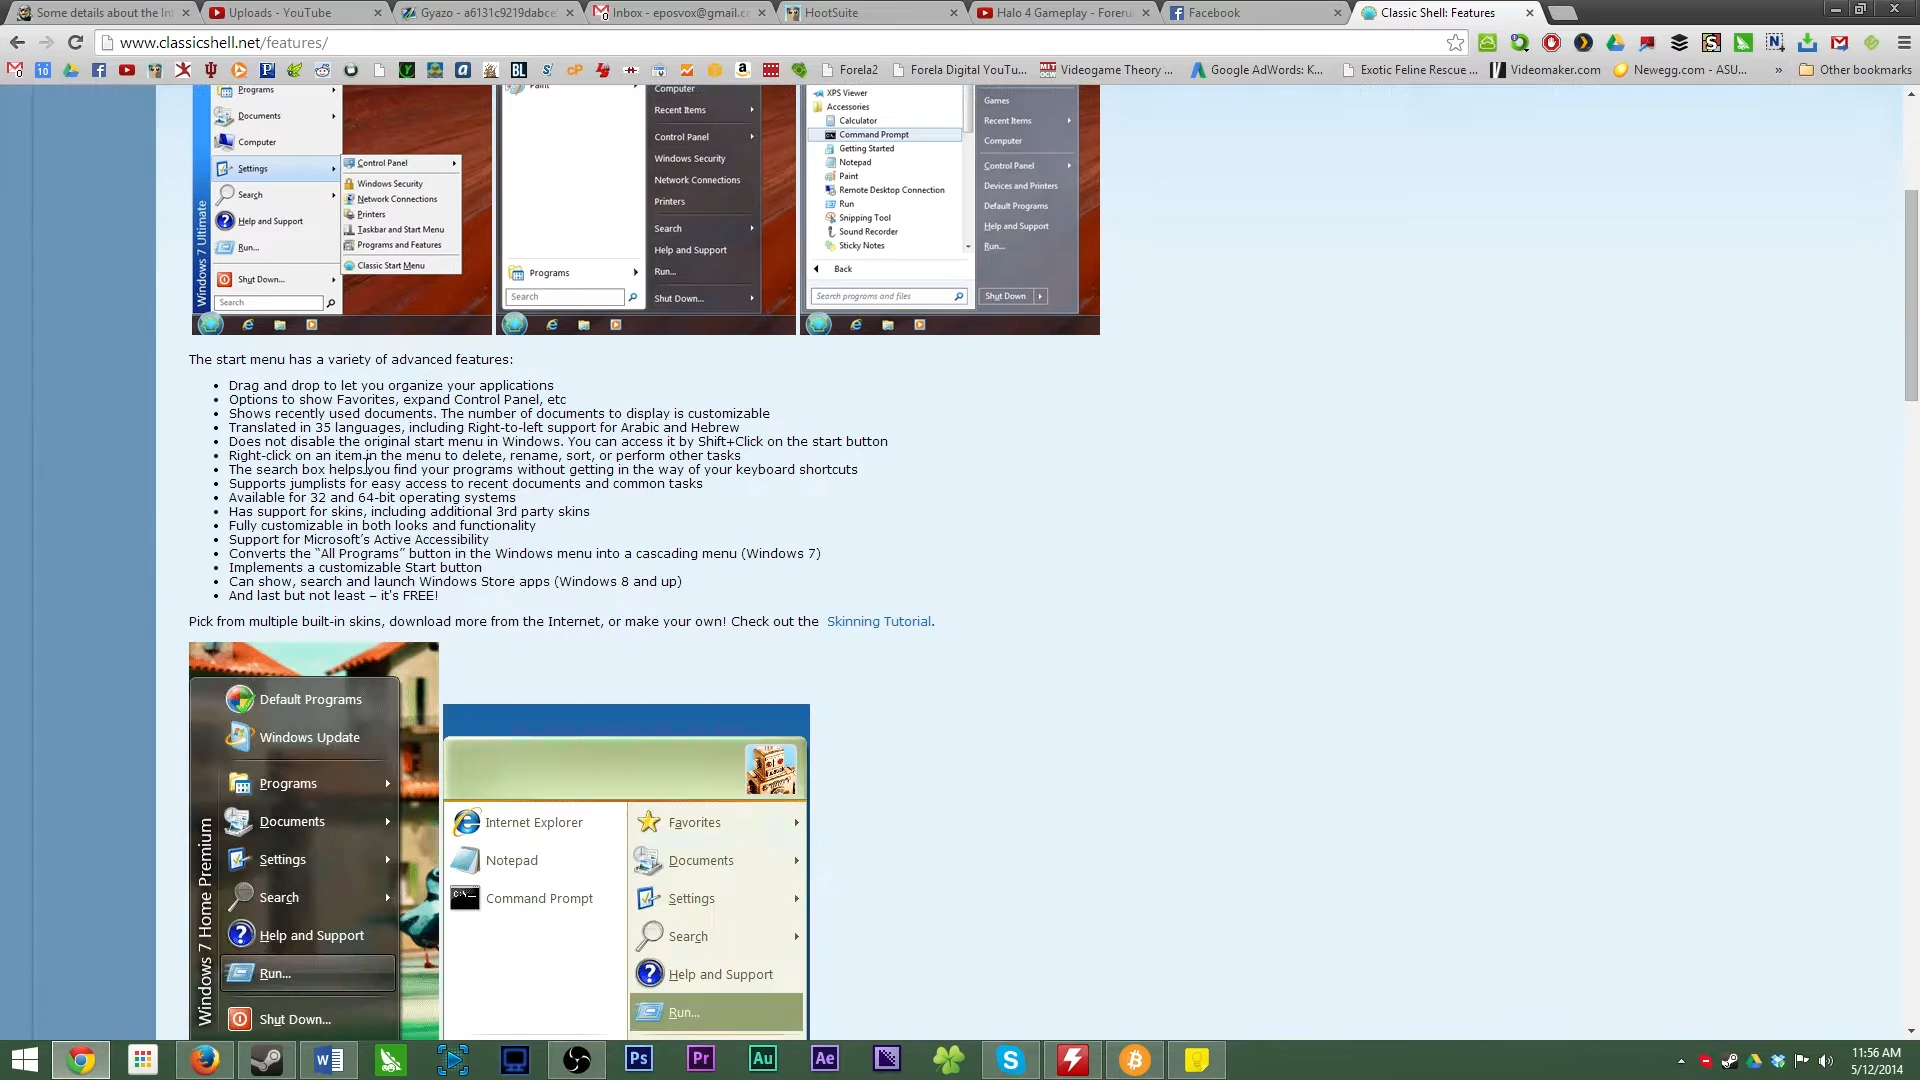 Some details about the Int
Uploads - YouTube
Gyazo - a6131c9219dabce
Inbox - eposvox@gmail.cc
HootSuite
Halo 4 Gameplay - Foreru
Facebook
Classic Shell: Features
www.classicshell.net/features/
Forela2
Forela Digital YouTu...
Videogame Theory ...
Google AdWords: K...
Exotic Feline Rescue ...
Videomaker.com
Newegg.com - ASU...
»
Other bookmarks
Programs
Documents
Computer
Settings
Search
Help and Support
Run...
Shut Down...
Search
Windows 7 Ultimate
Control Panel
Windows Security
Network Connections
Printers
Taskbar and Start Menu
Programs and Features
Classic Start Menu
Paint
Programs
Search
Computer
Recent Items
Control Panel
Windows Security
Network Connections
Printers
Search
Help and Support
Run...
Shut Down...
XPS Viewer
Accessories
Calculator
Command Prompt
Getting Started
Notepad
Paint
Remote Desktop Connection
Run
Snipping Tool
Sound Recorder
Sticky Notes
Back
Search programs and files
Games
Recent Items
Computer
Control Panel
Devices and Printers
Default Programs
Help and Support
Run...
Shut Down
The start menu has a variety of advanced features:
• Drag and drop to let you organize your applications
• Options to show Favorites, expand Control Panel, etc
• Shows recently used documents. The number of documents to display is customizable
• Translated in 35 languages, including Right-to-left support for Arabic and Hebrew
• Does not disable the original start menu in Windows. You can access it by Shift+Click on the start button
• Right-click on an item in the menu to delete, rename, sort, or perform other tasks
• The search box helps you find your programs without getting in the way of your keyboard shortcuts
• Supports jumplists for easy access to recent documents and common tasks
• Available for 32 and 64-bit operating systems
• Has support for skins, including additional 3rd party skins
• Fully customizable in both looks and functionality
• Support for Microsoft's Active Accessibility
• Converts the “All Programs” button in the Windows menu into a cascading menu (Windows 7)
• Implements a customizable Start button
• Can show, search and launch Windows Store apps (Windows 8 and up)
• And last but not least – it's FREE!
Pick from multiple built-in skins, download more from the Internet, or make your own! Check out the Skinning Tutorial.
Default Programs
Windows Update
Programs
Documents
Settings
Search
Help and Support
Run...
Shut Down...
Windows 7 Home Premium
Internet Explorer
Notepad
Command Prompt
Favorites
Documents
Settings
Search
Help and Support
Run...
Ps
Pr
Au
Ae
11:56 AM
5/12/2014